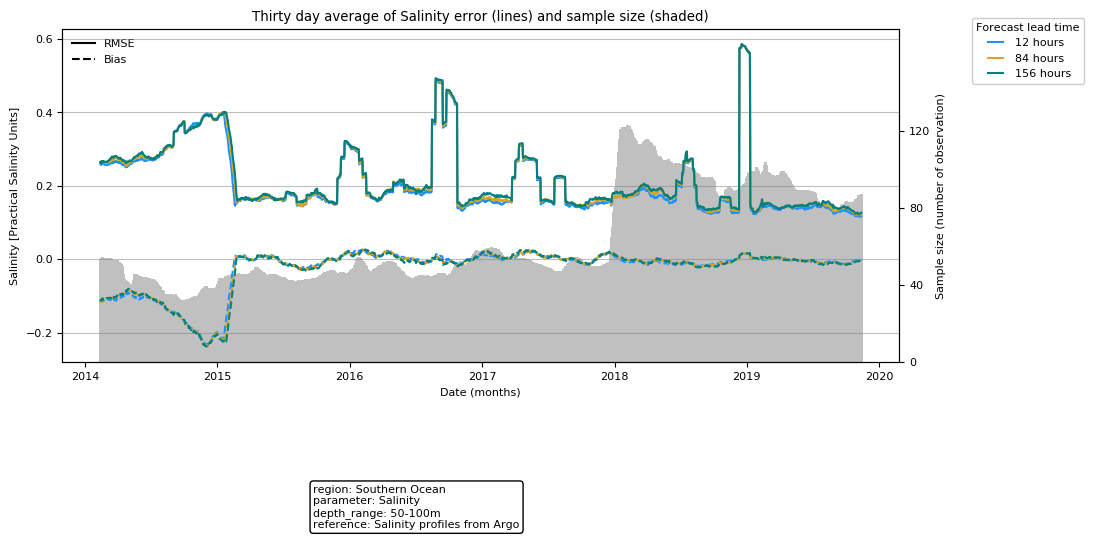 Thirty day average of Salinity error (lines) and sample size (shaded)
Forecast lead time
12 hours
84 hours
156 hours
RMSE
Bias
Salinity [Practical Salinity Units]
0.6
0.4
0.2
0.0
−0.2
Sample size (number of observation)
120
80
40
0
2014 2015 2016 2017 2018 2019 2020
Date (months)
region: Southern Ocean
parameter: Salinity
depth_range: 50-100m
reference: Salinity profiles from Argo